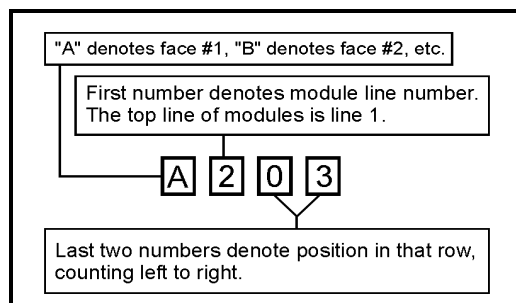 "A" denotes face #1, "B" denotes face #2, etc.
First number denotes module line number.
The top line of modules is line 1.
A 2 0 3
Last two numbers denote position in that row,
counting left to right.